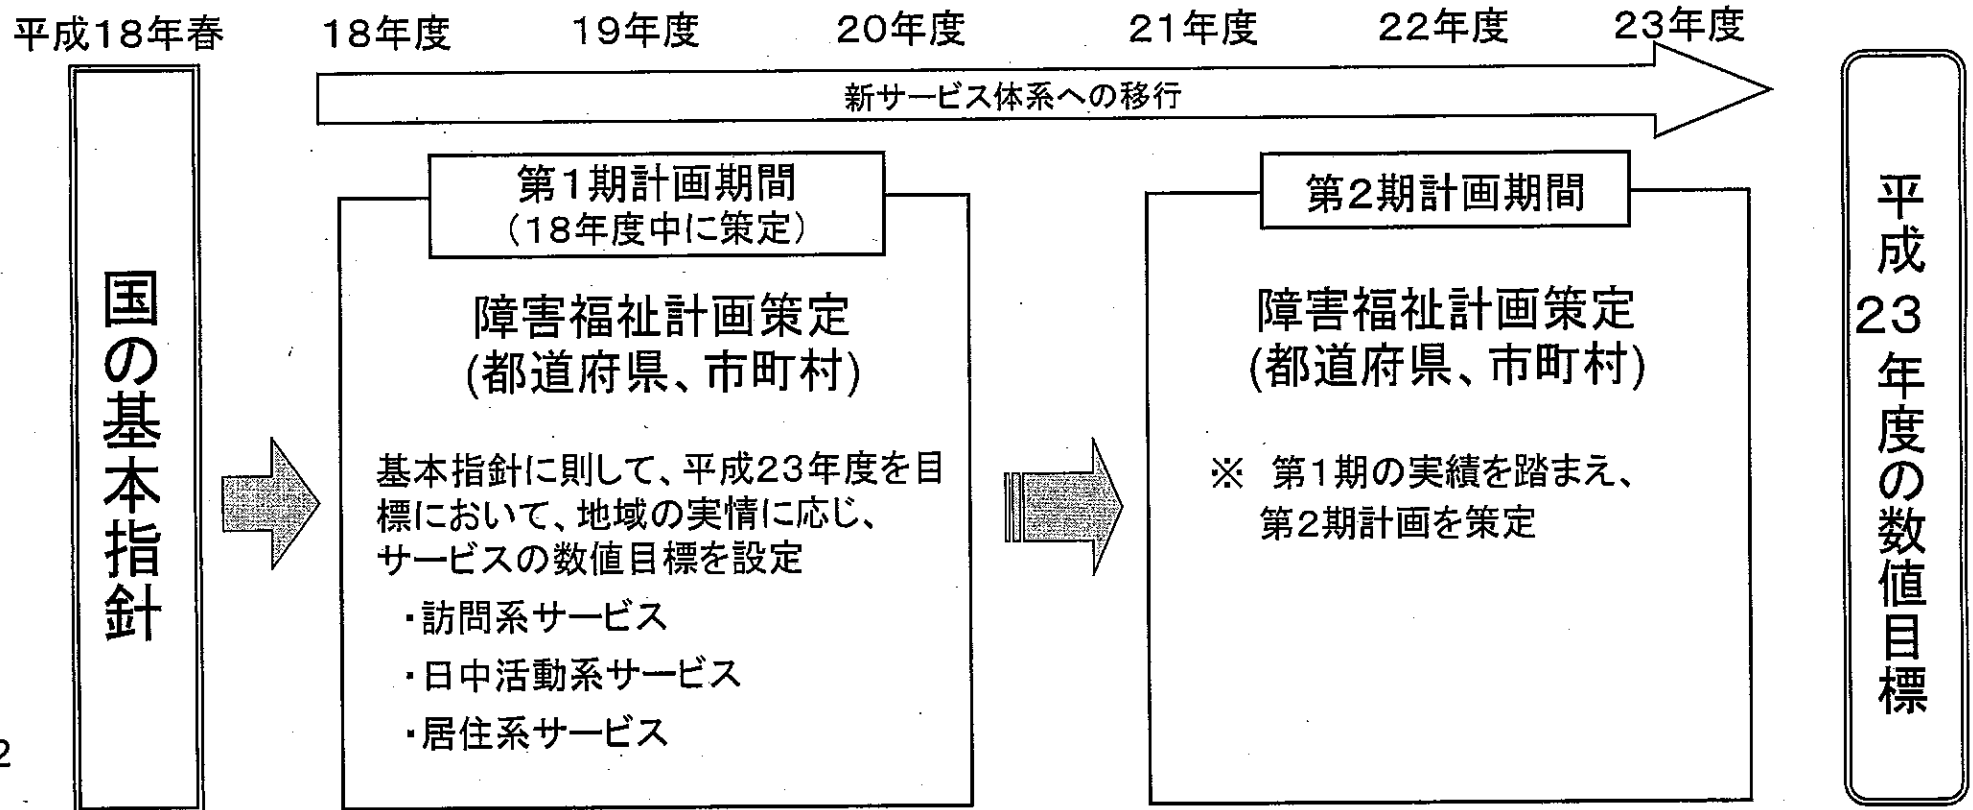 平成18年春 18年度 19年度 20年度 21年度 22年度 23年度
新サービス体系への移行
国の基本指針
第1期計画期間
(18年度中に策定)
障害福祉計画策定
(都道府県、市町村)
基本指針に則して、平成23年度を目
標において、地域の実情に応じ、
サービスの数値目標を設定
・訪問系サービス
・日中活動系サービス
・居住系サービス
第2期計画期間
障害福祉計画策定
(都道府県、市町村)
※ 第1期の実績を踏まえ、
第2期計画を策定
平成23年度の数値目標
2